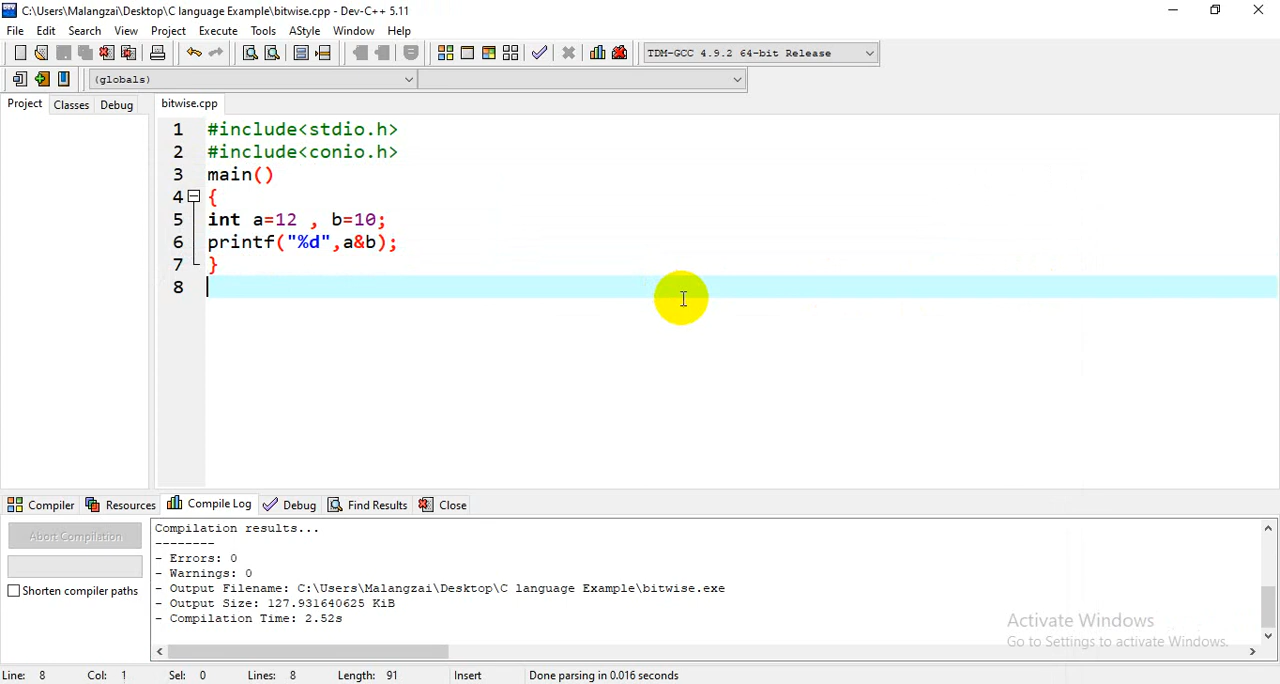 C:\Users\Malangzai\Desktop\C language Example\bitwise.cpp - Dev-C++ 5.11
File Edit Search View Project Execute Tools AStyle Window Help
TDM-GCC 4.9.2 64-bit Release
(globals)
Project Classes Debug bitwise.cpp
1 #include<stdio.h>
2 #include<conio.h>
3 main()
4 {
5 int a=12 , b=10;
6 printf("%d",a&b);
7 }
8
Compiler Resources Compile Log Debug Find Results Close
Abort Compilation
Shorten compiler paths
Compilation results...
--------
- Errors: 0
- Warnings: 0
- Output Filename: C:\Users\Malangzai\Desktop\C language Example\bitwise.exe
- Output Size: 127.931640625 KiB
- Compilation Time: 2.52s
Activate Windows
Go to Settings to activate Windows.
Line: 8 Col: 1 Sel: 0 Lines: 8 Length: 91 Insert Done parsing in 0.016 seconds